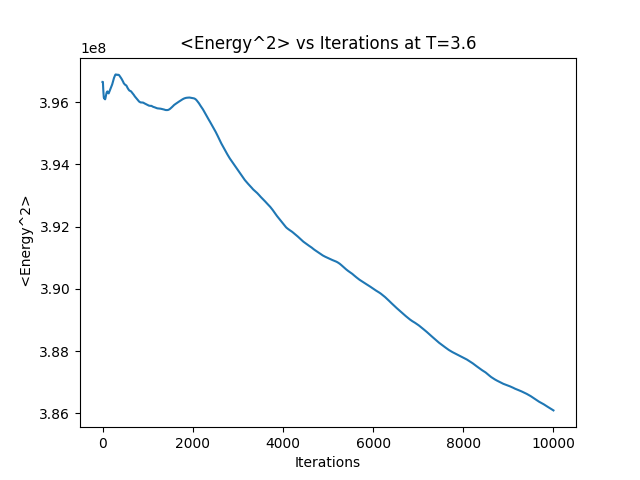 <Energy^2> vs Iterations at T=3.6
1e8
3.96
3.94
3.92
3.90
3.88
3.86
<Energy^2>
0 2000 4000 6000 8000 10000
Iterations